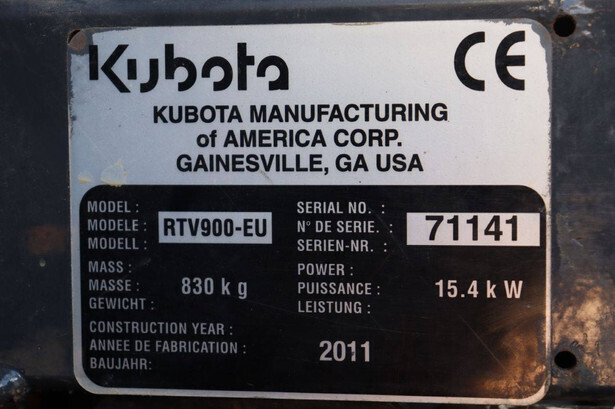 Kubota CE
KUBOTA MANUFACTURING
of AMERICA CORP.
GAINESVILLE, GA USA
MODEL :
MODELE :
MODELL :
RTV900-EU
SERIAL NO. :
N° DE SERIE. :
SERIEN-NR. :
71141
MASS :
MASSE :
GEWICHT :
830 kg
POWER :
PUISSANCE :
LEISTUNG :
15.4 kW
CONSTRUCTION YEAR :
ANNEE DE FABRICATION :
BAUJAHR:
2011